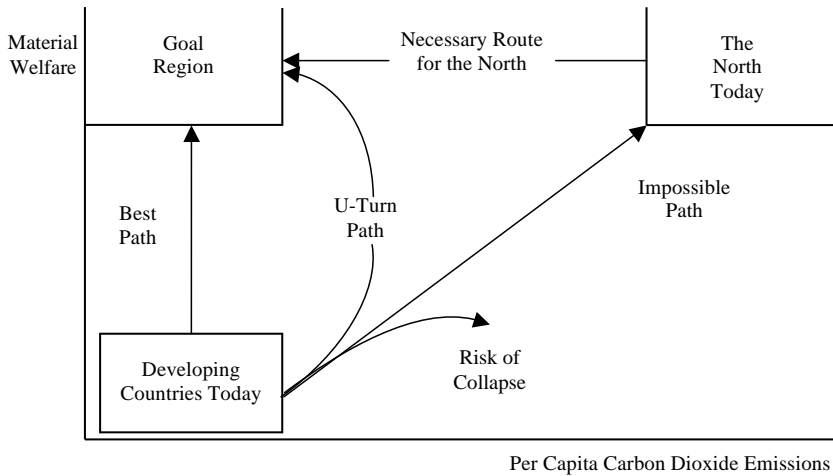 Material
Welfare
Goal
Region
Necessary Route
for the North
The
North
Today
Best
Path
U-Turn
Path
Impossible
Path
Developing
Countries Today
Risk of
Collapse
Per Capita Carbon Dioxide Emissions